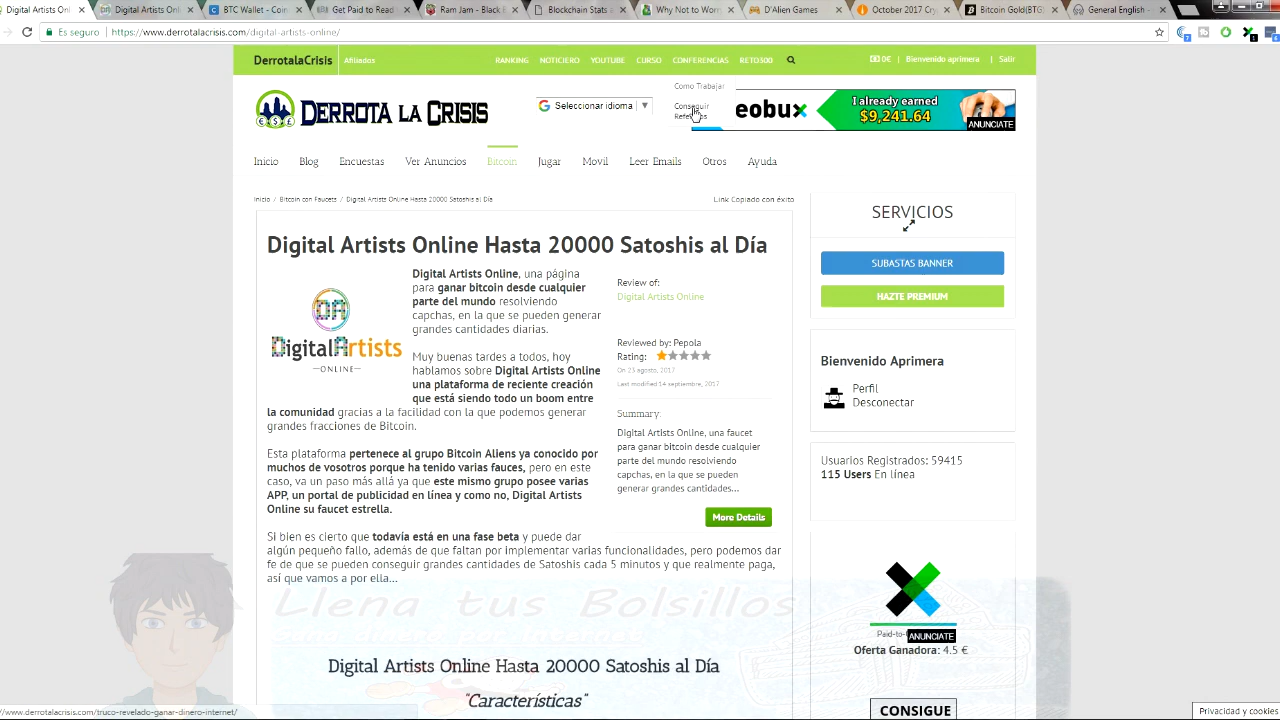 Digital Artists Onl
Digital Artists Onl
BTC Wallet - Coin
Get Paid to Read
Ram Jam - Black
Blockchain Stats
Why Not to Wor
D'Alien Games
October 2017 Cry
Bitcoin Gold(BTG)
General English
Es seguro
https://www.derrotalacrisis.com/digital-artists-online/
DerrotalaCrisis
Afiliados
RANKING NOTICIERO YOUTUBE CURSO CONFERENCIAS RETO300
0€ | Bienvenido aprimera | Salir
Como Trabajar
Conseguir
DERROTA LA CRISIS
Seleccionar idioma
eobux
I already earned
$9,241.64
ANUNCIATE
Inicio Blog Encuestas Ver Anuncios Bitcoin Jugar Movil Leer Emails Otros Ayuda
Inicio / Bitcoin con Faucets / Digital Artists Online Hasta 20000 Satoshis al Día
Link Copiado con éxito
Digital Artists Online Hasta 20000 Satoshis al Día
DigitalArtists
ONLINE
Digital Artists Online, una página
para ganar bitcoin desde cualquier
parte del mundo resolviendo
capchas, en la que se pueden generar
grandes cantidades diarias.
Muy buenas tardes a todos, hoy
hablamos sobre Digital Artists Online
una plataforma de reciente creación
que está siendo todo un boom entre
la comunidad gracias a la facilidad con la que podemos generar
grandes fracciones de Bitcoin.
Esta plataforma pertenece al grupo Bitcoin Aliens ya conocido por
muchos de vosotros porque ha tenido varias fauces, pero en este
caso, va un paso más allá ya que este mismo grupo posee varias
APP, un portal de publicidad en línea y como no, Digital Artists
Online su faucet estrella.
Si bien es cierto que todavía está en una fase beta y puede dar
algún pequeño fallo, además de que faltan por implementar varias funcionalidades, pero podemos dar
fe de que se pueden conseguir grandes cantidades de Satoshis cada 5 minutos y que realmente paga,
así que vamos a por ella...
Review of:
Digital Artists Online
Reviewed by: Pepola
Rating:
On 23 agosto, 2017
Last modified 14 septiembre, 2017
Summary:
Digital Artists Online, una faucet
para ganar bitcoin desde cualquier
parte del mundo resolviendo
capchas, en la que se pueden
generar grandes cantidades...
More Details
Llena tus Bolsillos
Digital Artists Online Hasta 20000 Satoshis al Día
"Características"
SERVICIOS
SUBASTAS BANNER
HAZTE PREMIUM
Bienvenido Aprimera
Perfil
Desconectar
Usuarios Registrados: 59415
115 Users En línea
Paid-to-
ANUNCIATE
Oferta Ganadora: 4.5 €
CONSIGUE
//www.derrotalacrisis.com/truco-revelado-ganar-dinero-internet/
Privacidad y cookies